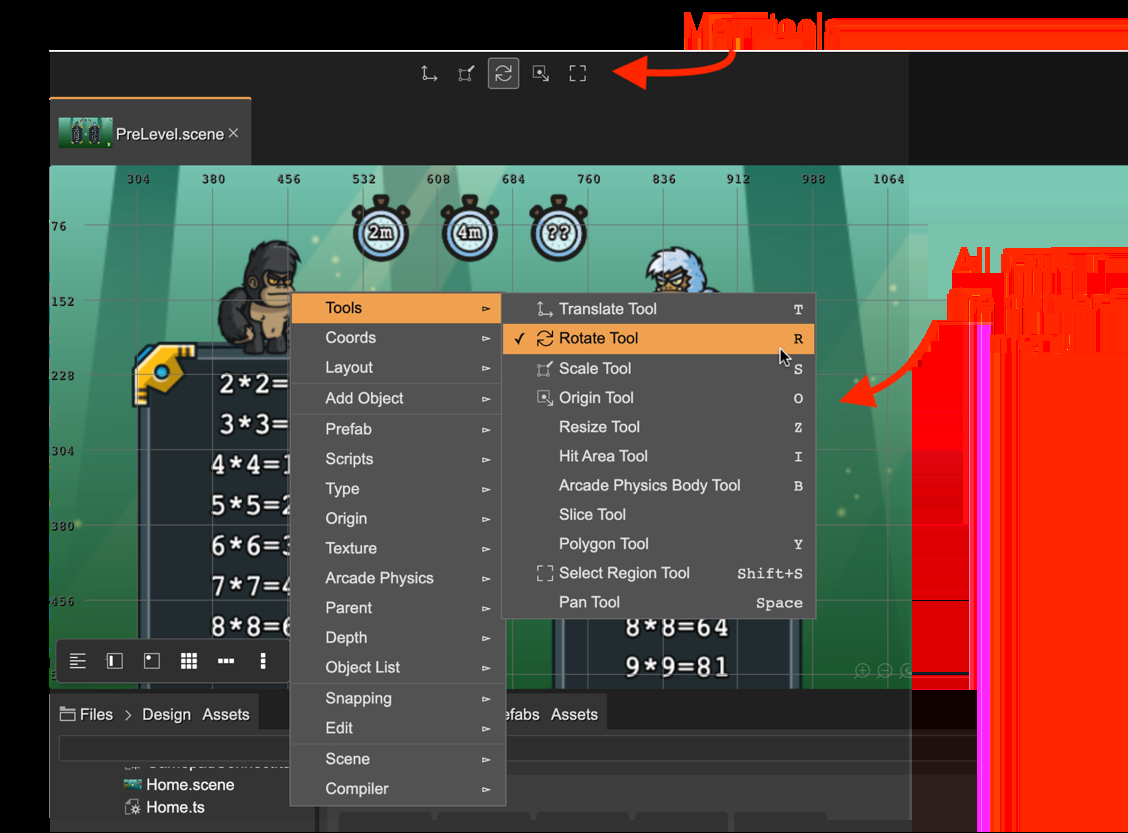 Main tools
PreLevel.scene
304 380 456 532 608 684 760 836 912 988 1064
76
152
228
304
380
456
2m 4m ??
2*2=
3*3=
4*4=1
5*5=2
6*6=3
7*7=4
8*8=6
Tools
Coords
Layout
Add Object
Prefab
Scripts
Type
Origin
Texture
Arcade Physics
Parent
Depth
Object List
Snapping
Edit
Scene
Compiler
Translate Tool T
✓ Rotate Tool R
Scale Tool S
Origin Tool O
Resize Tool Z
Hit Area Tool I
Arcade Physics Body Tool B
Slice Tool
Polygon Tool Y
Select Region Tool Shift+S
Pan Tool Space
8*8=64
9*9=81
All
Files > Design Assets
efabs Assets
Home.scene
Home.ts